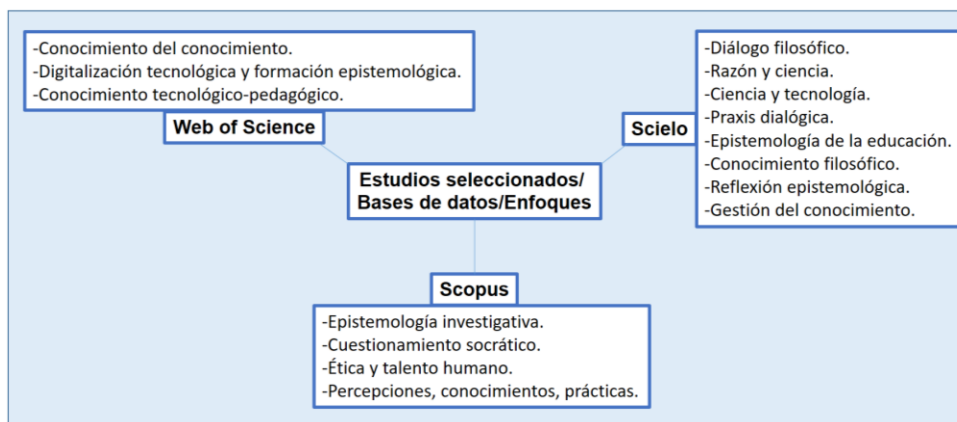 -Conocimiento del conocimiento.
-Digitalización tecnológica y formación epistemológica.
-Conocimiento tecnológico-pedagógico.
Web of Science
-Diálogo filosófico.
-Razón y ciencia.
-Ciencia y tecnología.
-Praxis dialógica.
-Epistemología de la educación.
-Conocimiento filosófico.
-Reflexión epistemológica.
-Gestión del conocimiento.
Scielo
Estudios seleccionados/
Bases de datos/Enfoques
Scopus
-Epistemología investigativa.
-Cuestionamiento socrático.
-Ética y talento humano.
-Percepciones, conocimientos, prácticas.